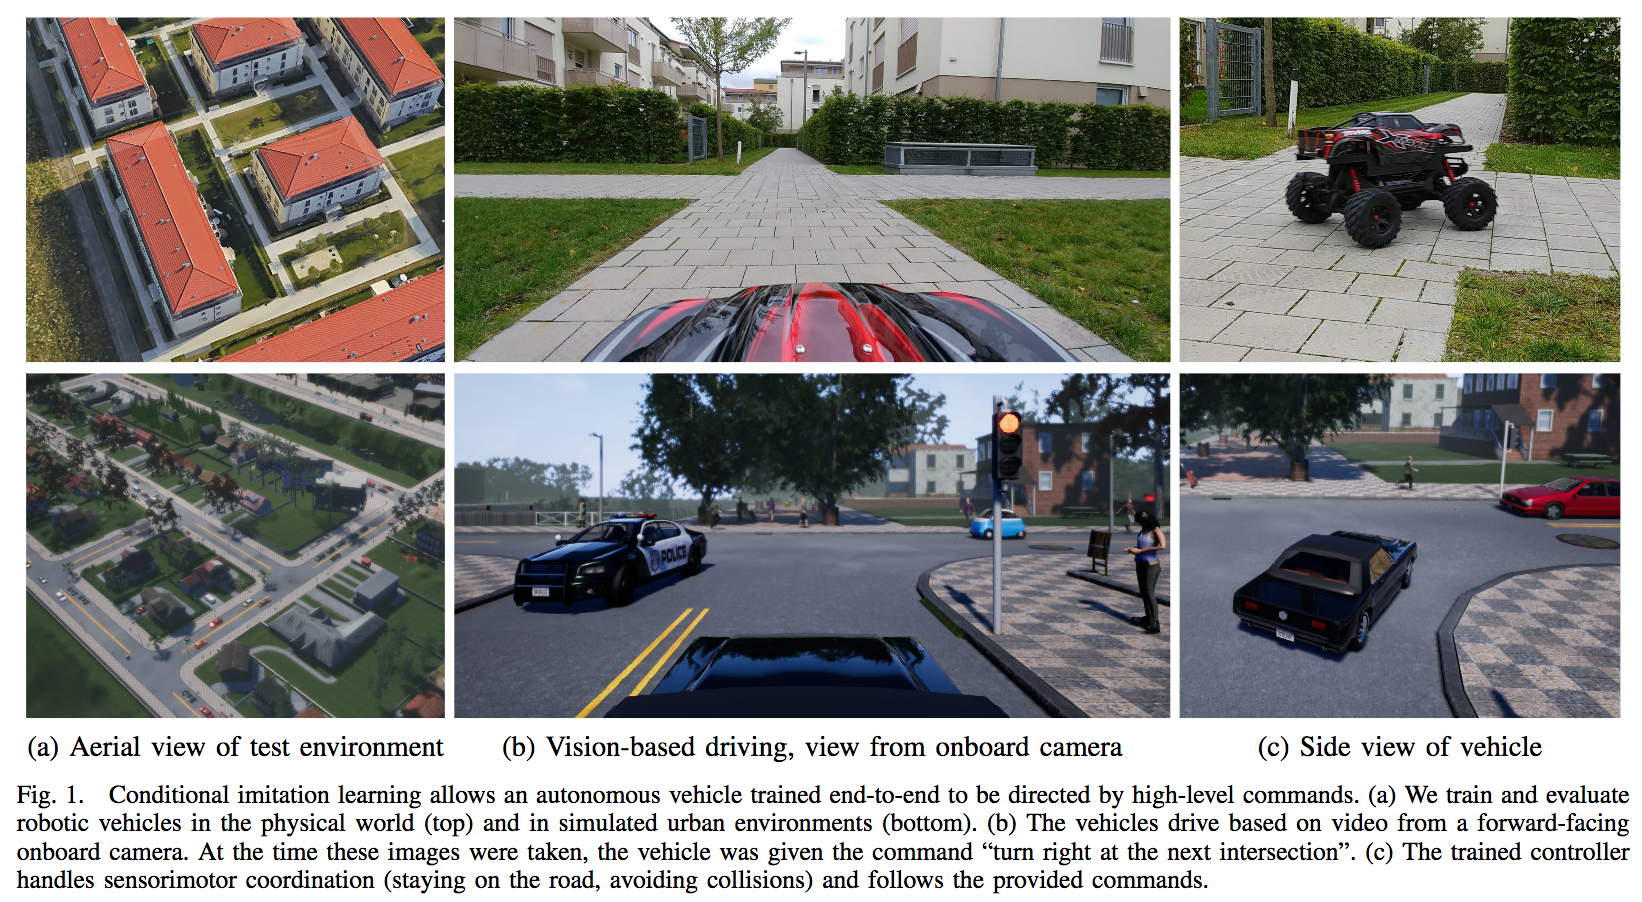 POLICE
(a) Aerial view of test environment
(b) Vision-based driving, view from onboard camera
(c) Side view of vehicle
Fig. 1. Conditional imitation learning allows an autonomous vehicle trained end-to-end to be directed by high-level commands. (a) We train and evaluate
robotic vehicles in the physical world (top) and in simulated urban environments (bottom). (b) The vehicles drive based on video from a forward-facing
onboard camera. At the time these images were taken, the vehicle was given the command “turn right at the next intersection”. (c) The trained controller
handles sensorimotor coordination (staying on the road, avoiding collisions) and follows the provided commands.